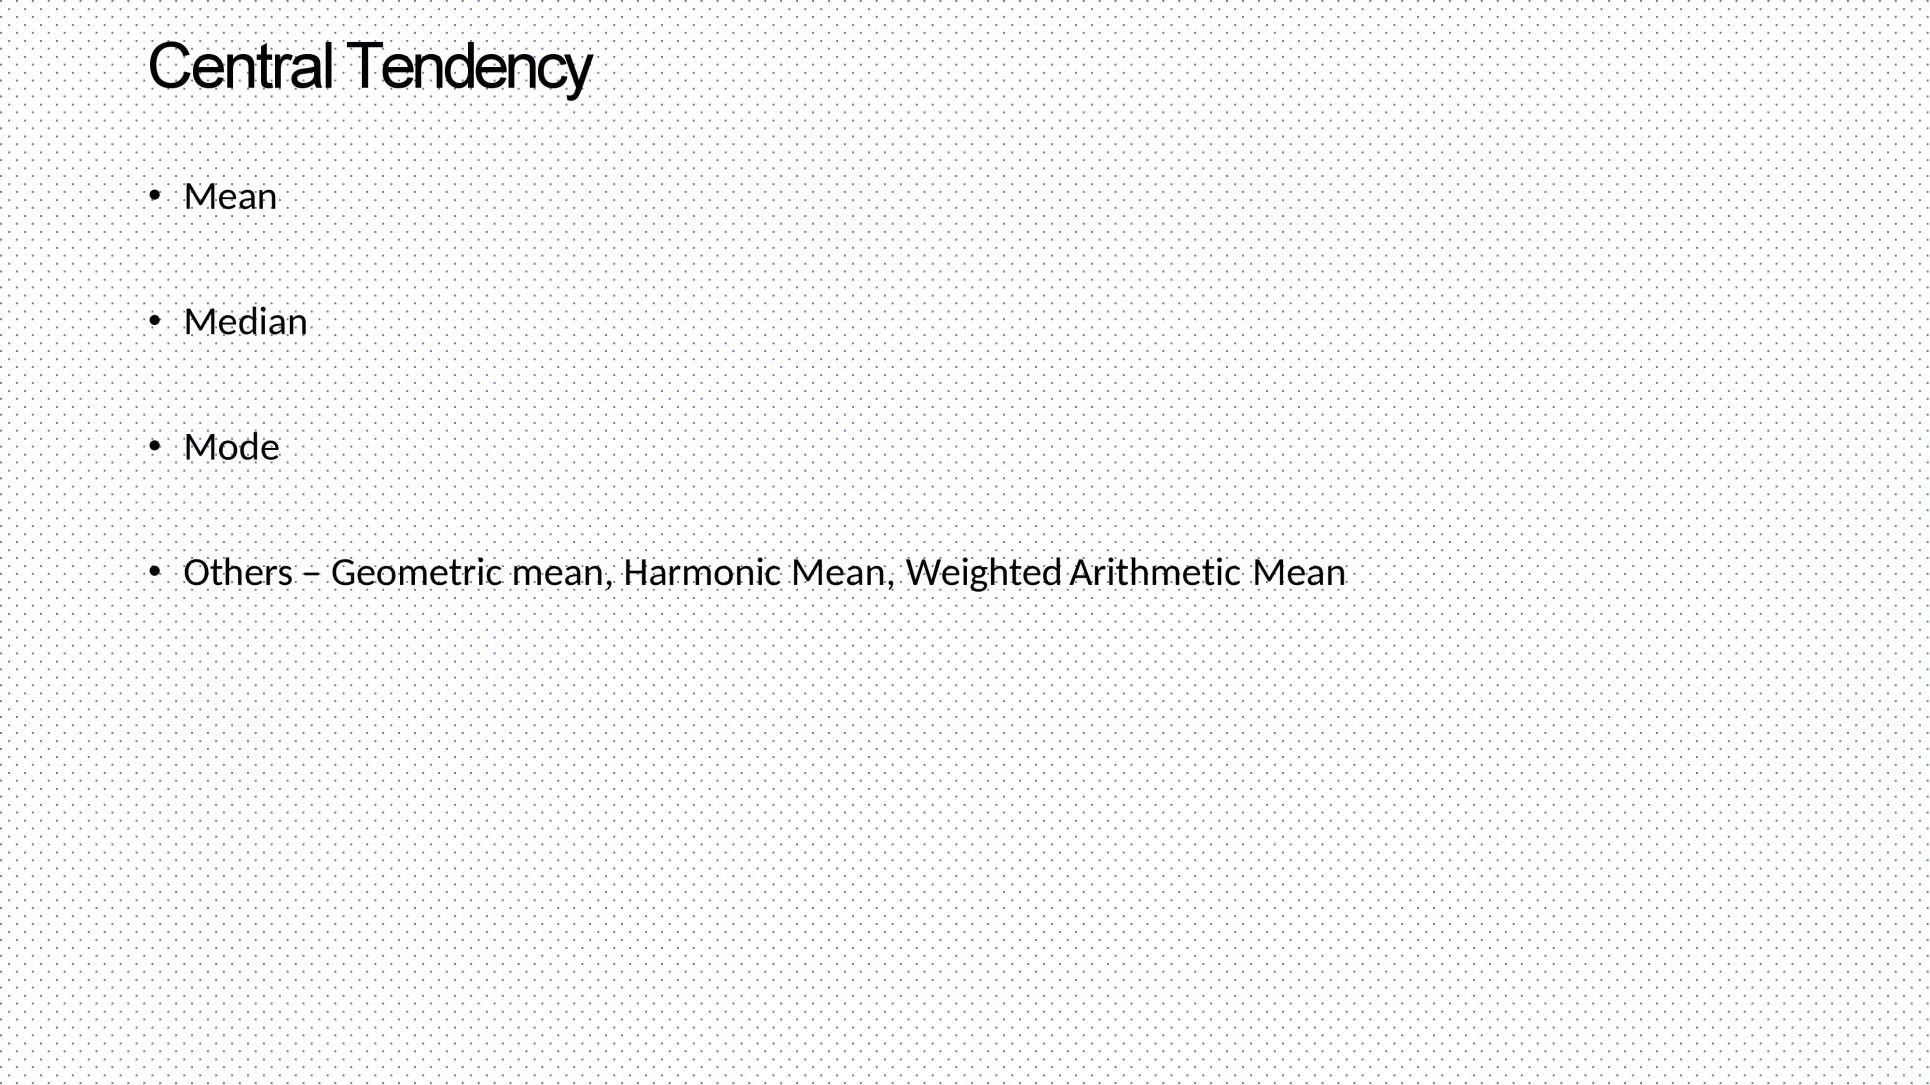 Central Tendency
• Mean
• Median
• Mode
• Others – Geometric mean, Harmonic Mean, Weighted Arithmetic Mean